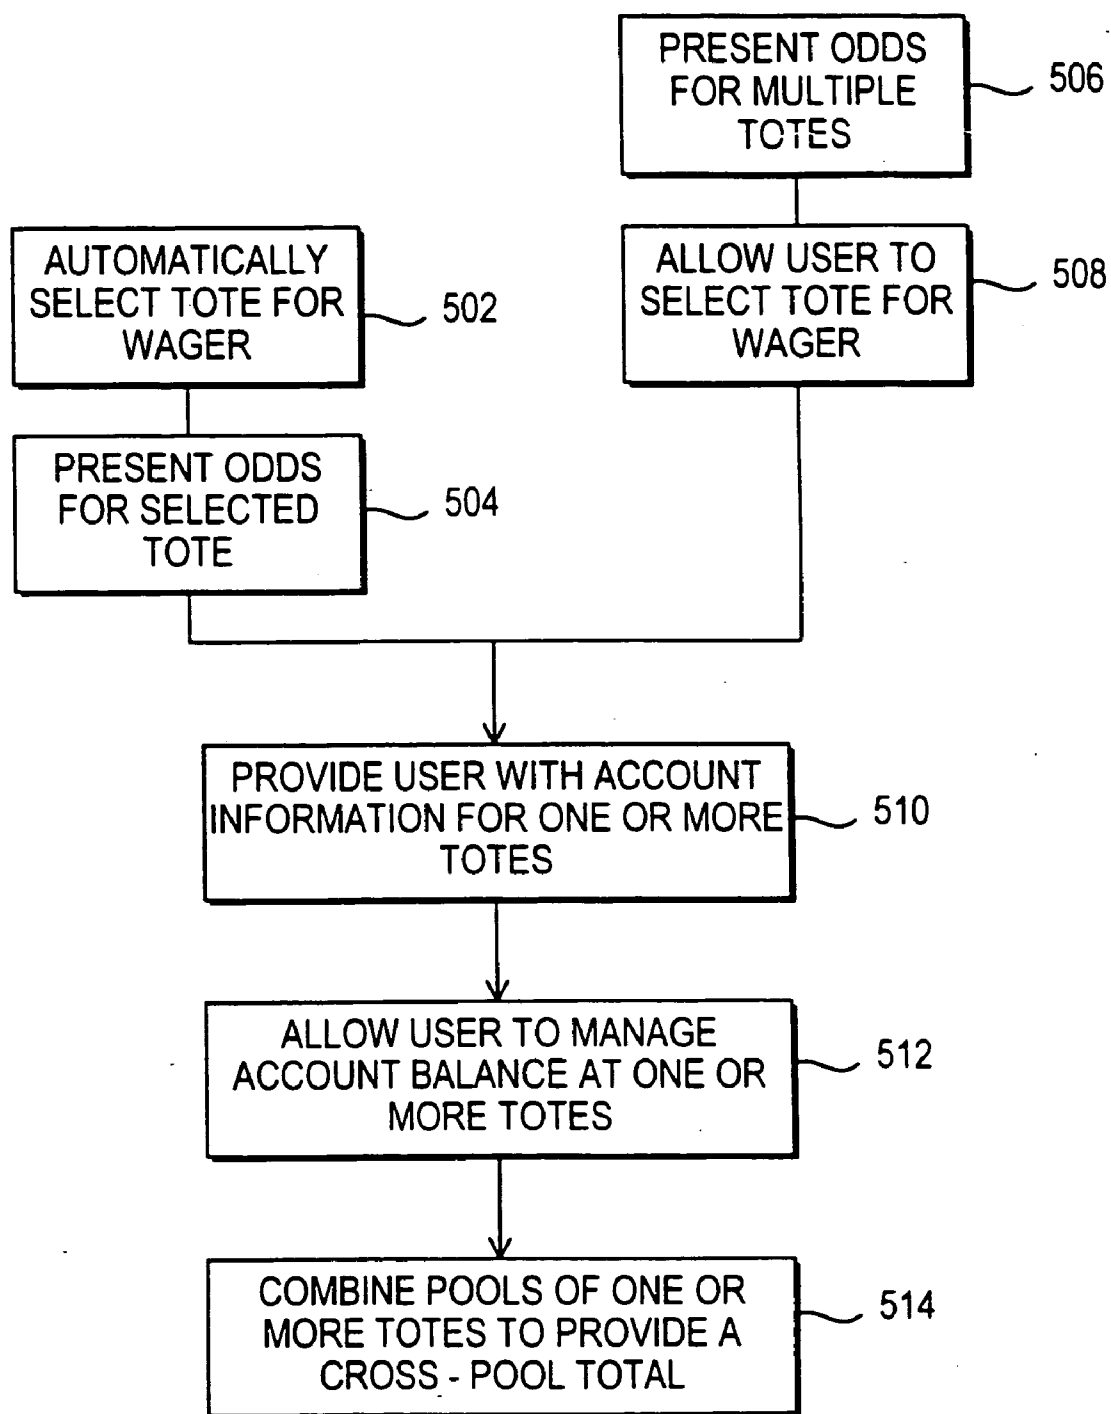 PRESENT ODDS
FOR MULTIPLE
TOTES
506
ALLOW USER TO
SELECT TOTE FOR
WAGER
508
AUTOMATICALLY
SELECT TOTE FOR
WAGER
502
PRESENT ODDS
FOR SELECTED
TOTE
504
PROVIDE USER WITH ACCOUNT
INFORMATION FOR ONE OR MORE
TOTES
510
ALLOW USER TO MANAGE
ACCOUNT BALANCE AT ONE OR
MORE TOTES
512
COMBINE POOLS OF ONE OR
MORE TOTES TO PROVIDE A
CROSS - POOL TOTAL
514